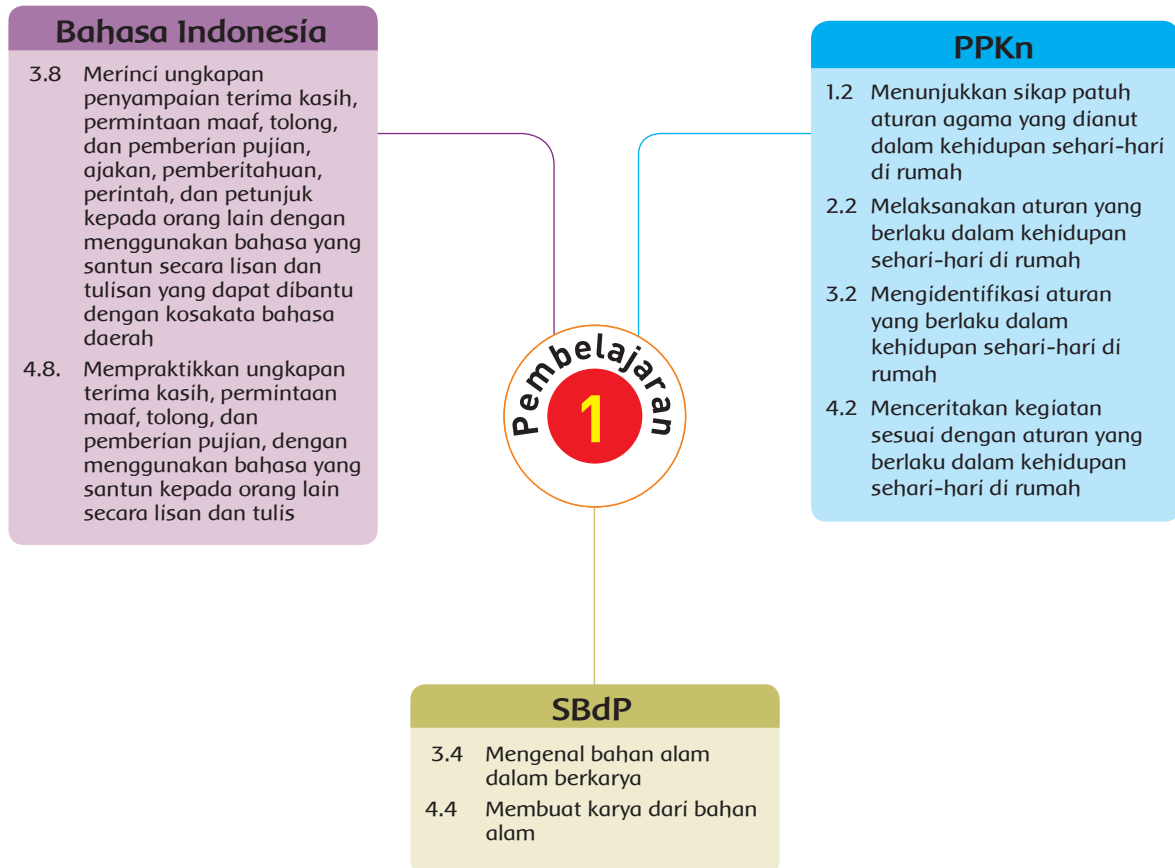 Bahasa Indonesia
3.8 Merinci ungkapan
penyampaian terima kasih,
permintaan maaf, tolong,
dan pemberian pujian,
ajakan, pemberitahuan,
perintah, dan petunjuk
kepada orang lain dengan
menggunakan bahasa yang
santun secara lisan dan
tulisan yang dapat dibantu
dengan kosakata bahasa
daerah
4.8. Mempraktikkan ungkapan
terima kasih, permintaan
maaf, tolong, dan
pemberian pujian, dengan
menggunakan bahasa yang
santun kepada orang lain
secara lisan dan tulis
PPKn
1.2 Menunjukkan sikap patuh
aturan agama yang dianut
dalam kehidupan sehari-hari
di rumah
2.2 Melaksanakan aturan yang
berlaku dalam kehidupan
sehari-hari di rumah
3.2 Mengidentifikasi aturan
yang berlaku dalam
kehidupan sehari-hari di
rumah
4.2 Menceritakan kegiatan
sesuai dengan aturan yang
berlaku dalam kehidupan
sehari-hari di rumah
Pembelajaran
1
SBdP
3.4 Mengenal bahan alam
dalam berkarya
4.4 Membuat karya dari bahan
alam